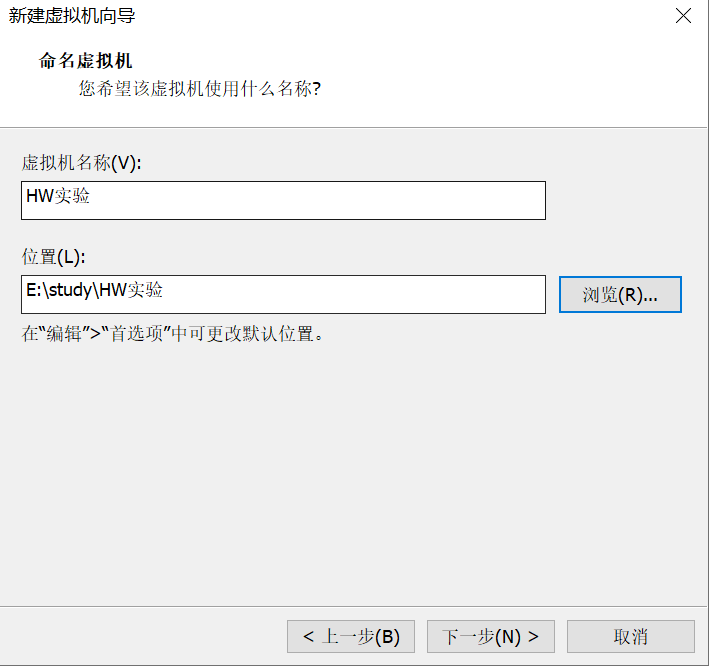 新建虚拟机向导
命名虚拟机
您希望该虚拟机使用什么名称?
虚拟机名称(V):
HW实验
位置(L):
E:\study\HW实验
浏览(R)...
在“编辑”>“首选项”中可更改默认位置。
< 上一步(B)
下一步(N) >
取消